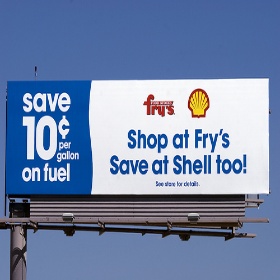 save
10¢
per
gallon
on fuel
fry's
Shop at Fry's
Save at Shell too!
See store for details.